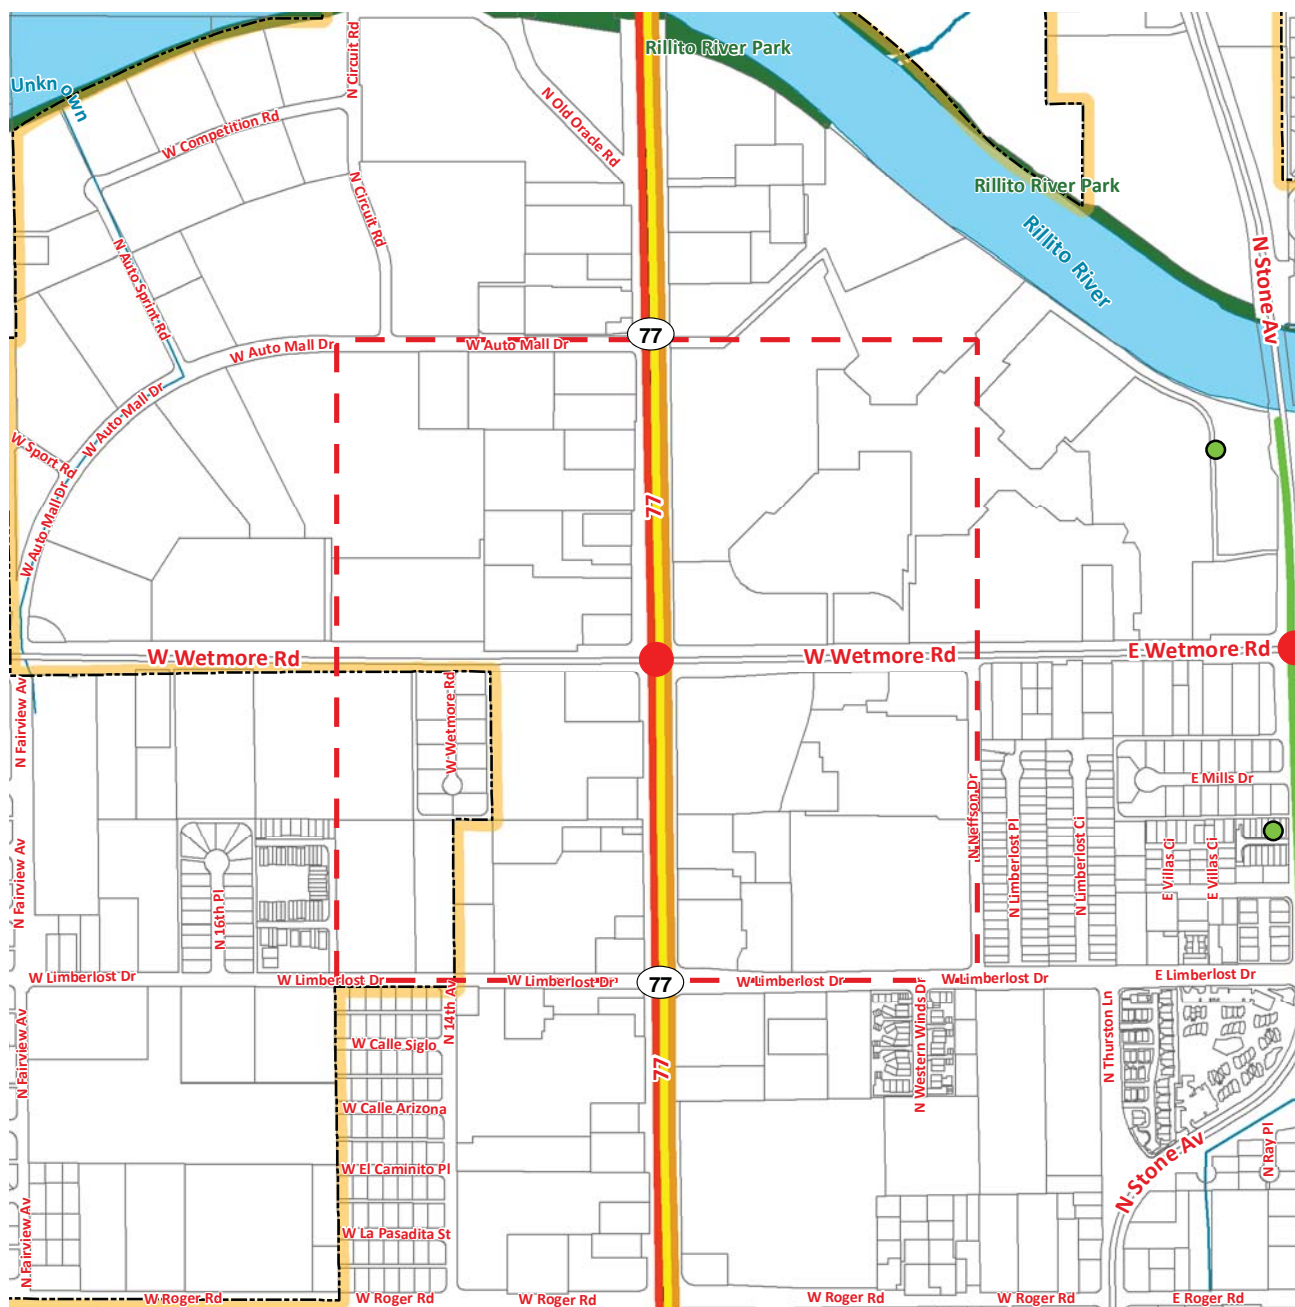 Rillito River Park
N Circuit Rd
Unkn own
N Old Oracle Rd
W Competition Rd
Rillito River Park
N Circuit Rd
Rillito River
N Stone Av
N Auto Sprint Rd
77
W Auto Mall Dr
W Auto Mall Dr
W Auto Mall Dr
W Sport Rd
W Auto Mall Dr
77
W Wetmore Rd
W Wetmore Rd
E Wetmore Rd
N Fairview Av
W Wetmore Rd
E Mills Dr
N Neffson Dr
N Limberlost Pl
N Limberlost Ci
E Villas Ci
E Villas Ci
N Fairview Av
N 16th Pl
W Limberlost Dr
W Limberlost Dr
W Limberlost Dr
77
W Limberlost Dr
W Limberlost Dr
E Limberlost Dr
N 14th Av
N Fairview Av
W Calle Siglo
77
N Western Winds Dr
N Thurston Ln
W Calle Arizona
N Stone Av
N Ray Pl
W El Caminito Pl
N Fairview Av
W La Pasadita St
W Roger Rd
W Roger Rd
W Roger Rd
W Roger Rd
W Roger Rd
E Roger Rd